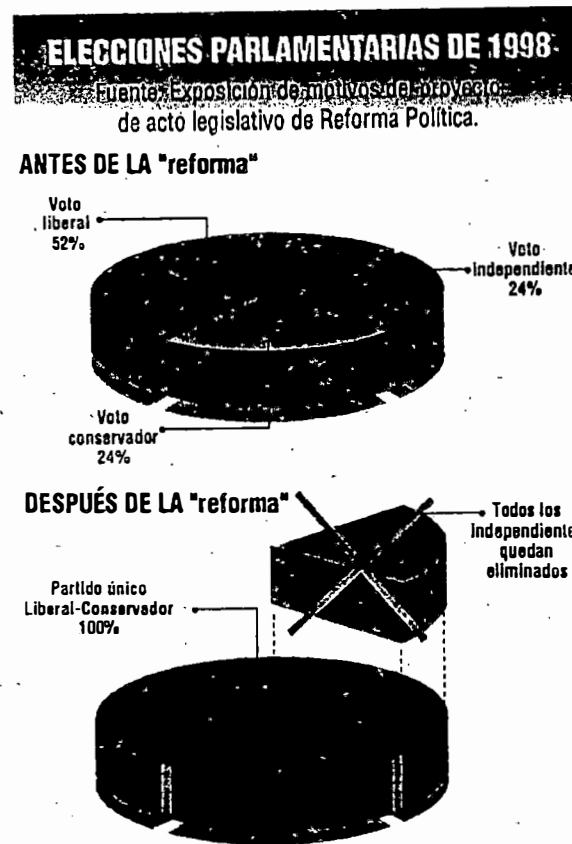 ELECCIONES PARLAMENTARIAS DE 1998
Fuente: Exposición de motivos del proyecto
de acto legislativo de Reforma Política.
ANTES DE LA "reforma"
Voto
liberal
52%
Voto
independiente
24%
Voto
conservador
24%
DESPUÉS DE LA "reforma"
Todos los
independiente
quedan
eliminados
Partido único
Liberal-Conservador
100%